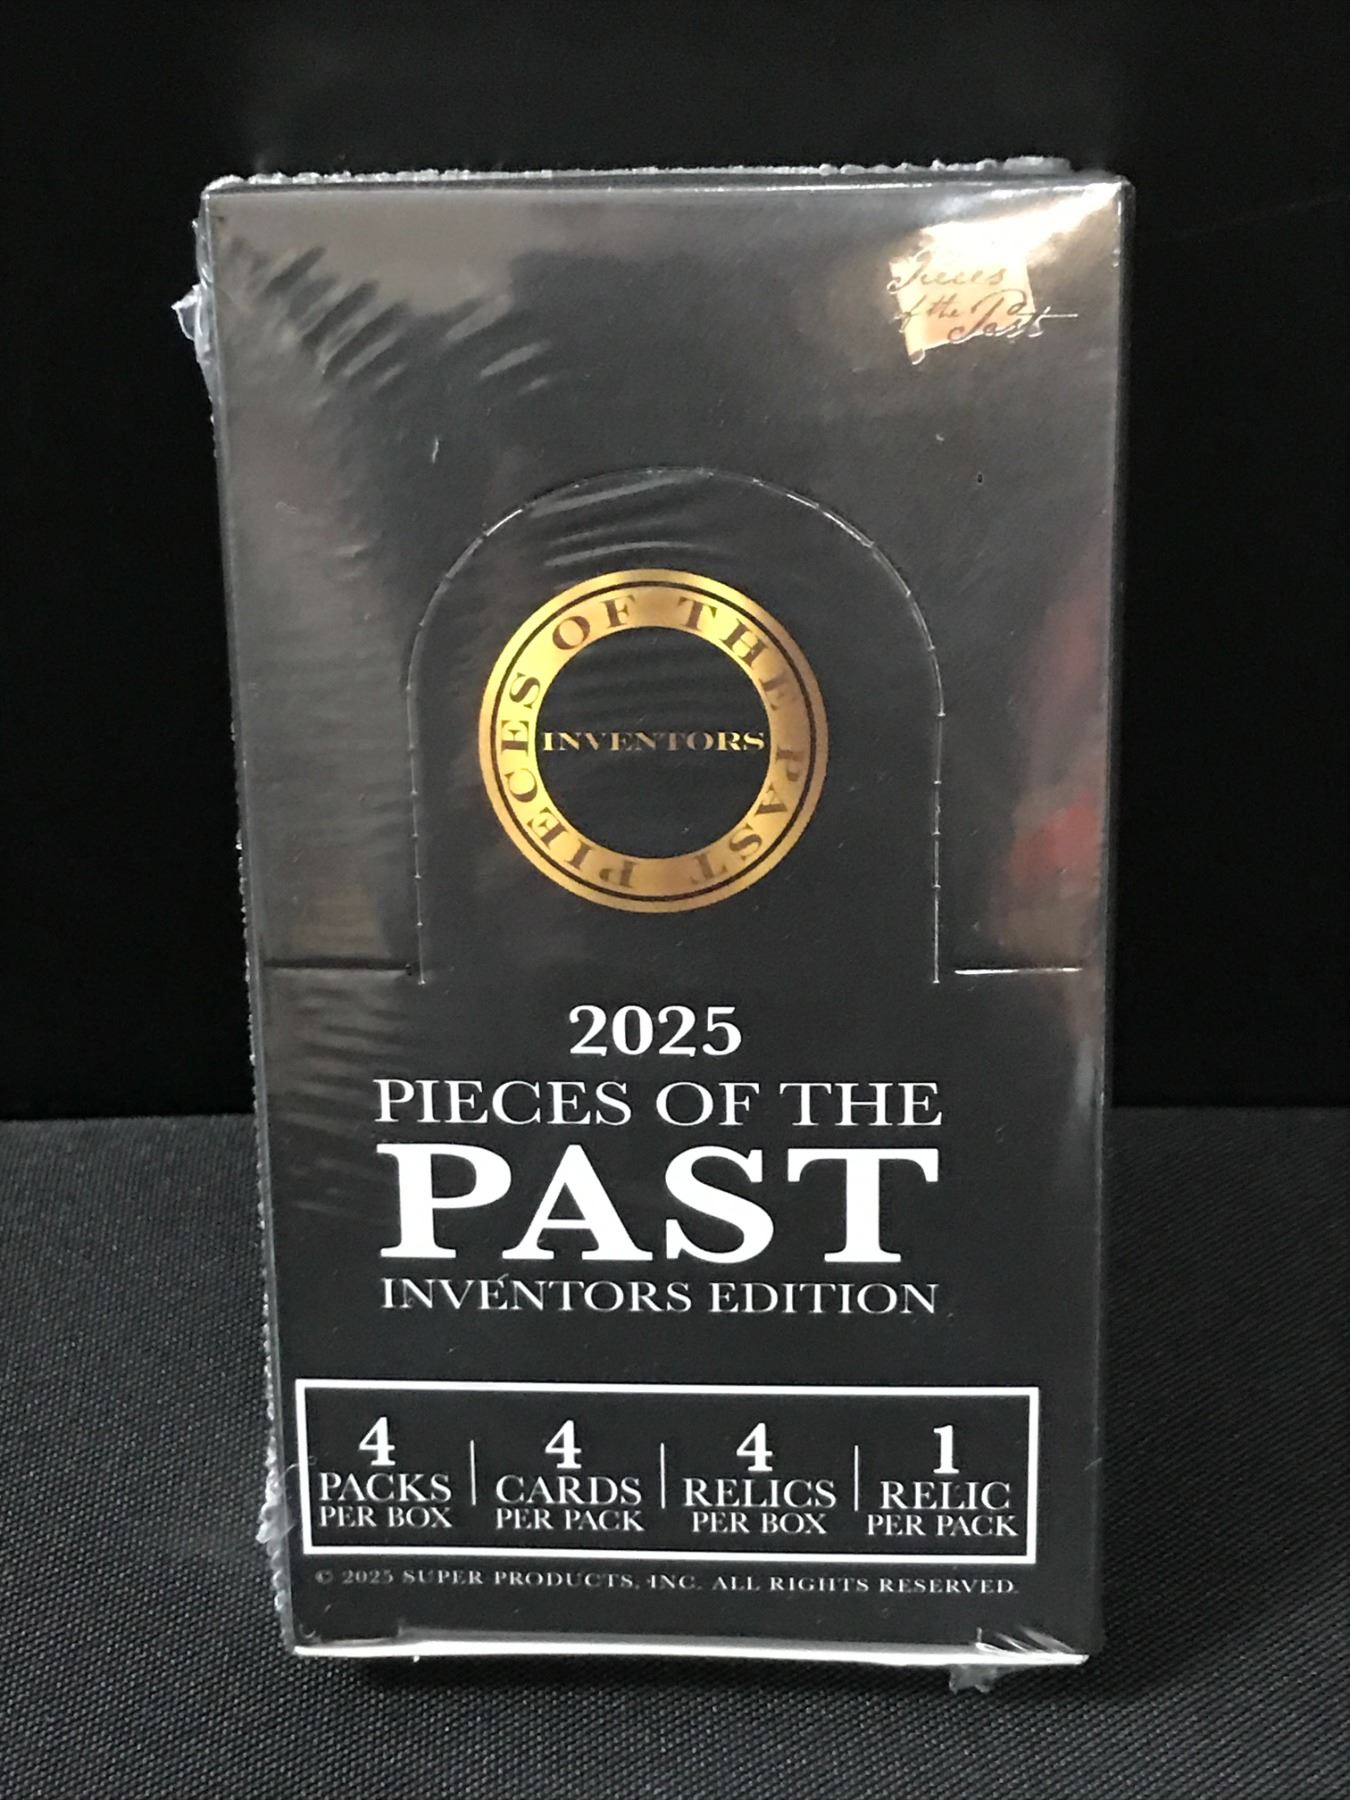 Pieces
of the Past
PIECES OF THE PAST
INVENTORS
2025
PIECES OF THE
PAST
INVENTORS EDITION
4 PACKS PER BOX
4 CARDS PER PACK
4 RELICS PER BOX
1 RELIC PER PACK
© 2025 SUPER PRODUCTS, INC. ALL RIGHTS RESERVED.